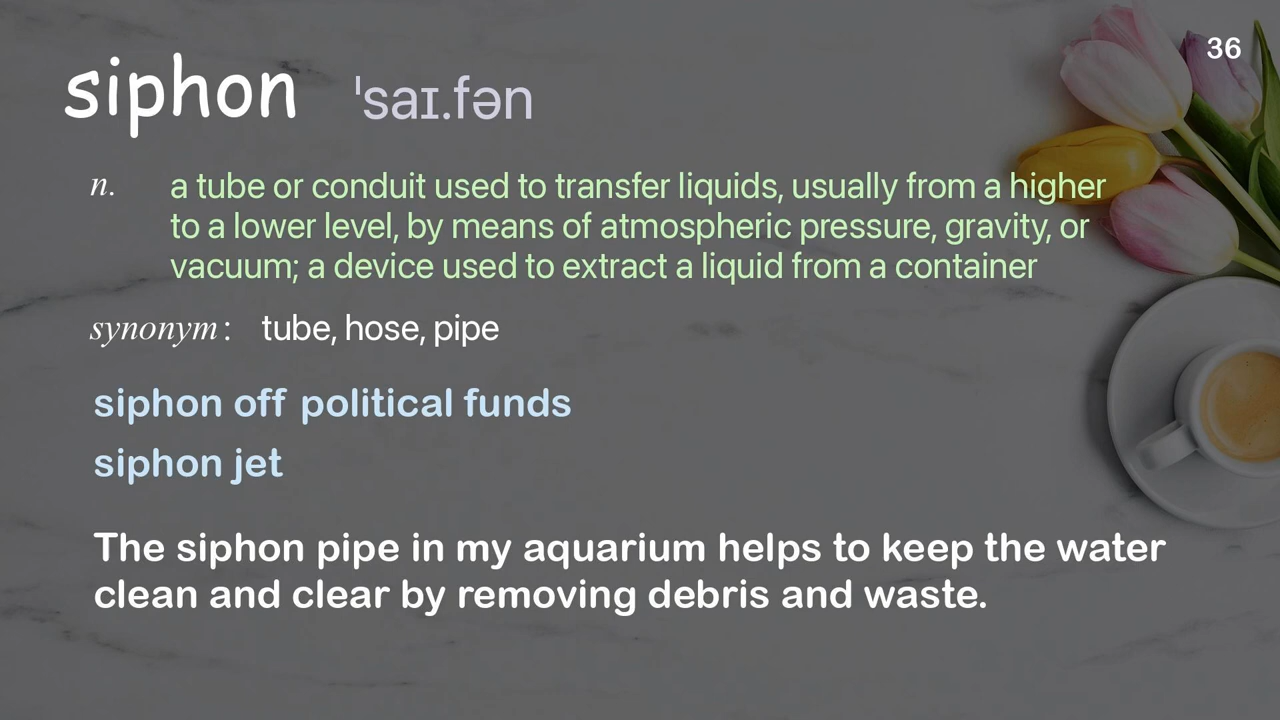 36
siphon ˈsaɪ.fən
n. a tube or conduit used to transfer liquids, usually from a higher
to a lower level, by means of atmospheric pressure, gravity, or
vacuum; a device used to extract a liquid from a container
synonym: tube, hose, pipe
siphon off political funds
siphon jet
The siphon pipe in my aquarium helps to keep the water
clean and clear by removing debris and waste.